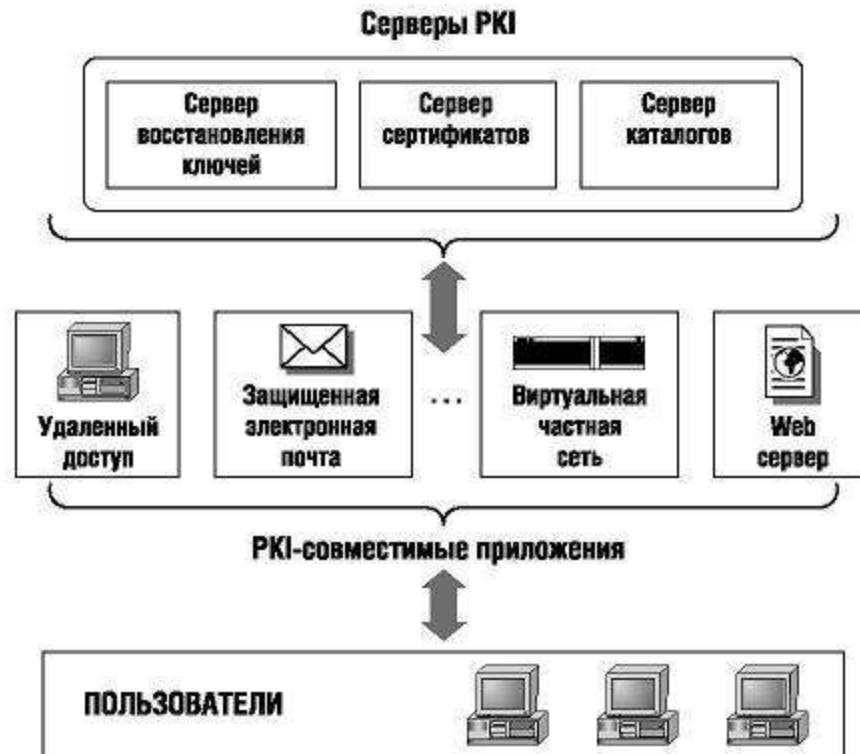 Серверы PKI
Сервер
восстановления
ключей
Сервер
сертификатов
Сервер
каталогов
Удаленный
доступ
Защищенная
электронная
почта
...
Виртуальная
частная
сеть
Web
сервер
PKI-совместимые приложения
ПОЛЬЗОВАТЕЛИ